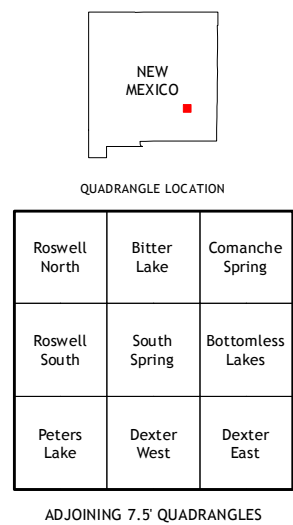 NEW
MEXICO
QUADRANGLE LOCATION
Roswell
North
Bitter
Lake
Comanche
Spring
Roswell
South
South
Spring
Bottomless
Lakes
Peters
Lake
Dexter
West
Dexter
East
ADJOINING 7.5' QUADRANGLES